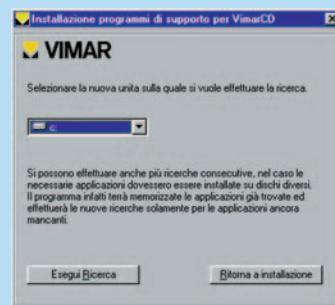 Installazione programmi di supporto per VimarCD
VIMAR
Selezionare la nuova unita sulla quale si vuole effettuare la ricerca.
c:
Si possono effettuare anche più ricerche consecutive, nel caso le
necessarie applicazioni dovessero essere installate su dischi diversi.
Il programma infatti terrà memorizzate le applicazioni già trovate ed
effettuerà le nuove ricerche solamente per le applicazioni ancora
mancanti.
Esegui Ricerca
Ritorna a installazione